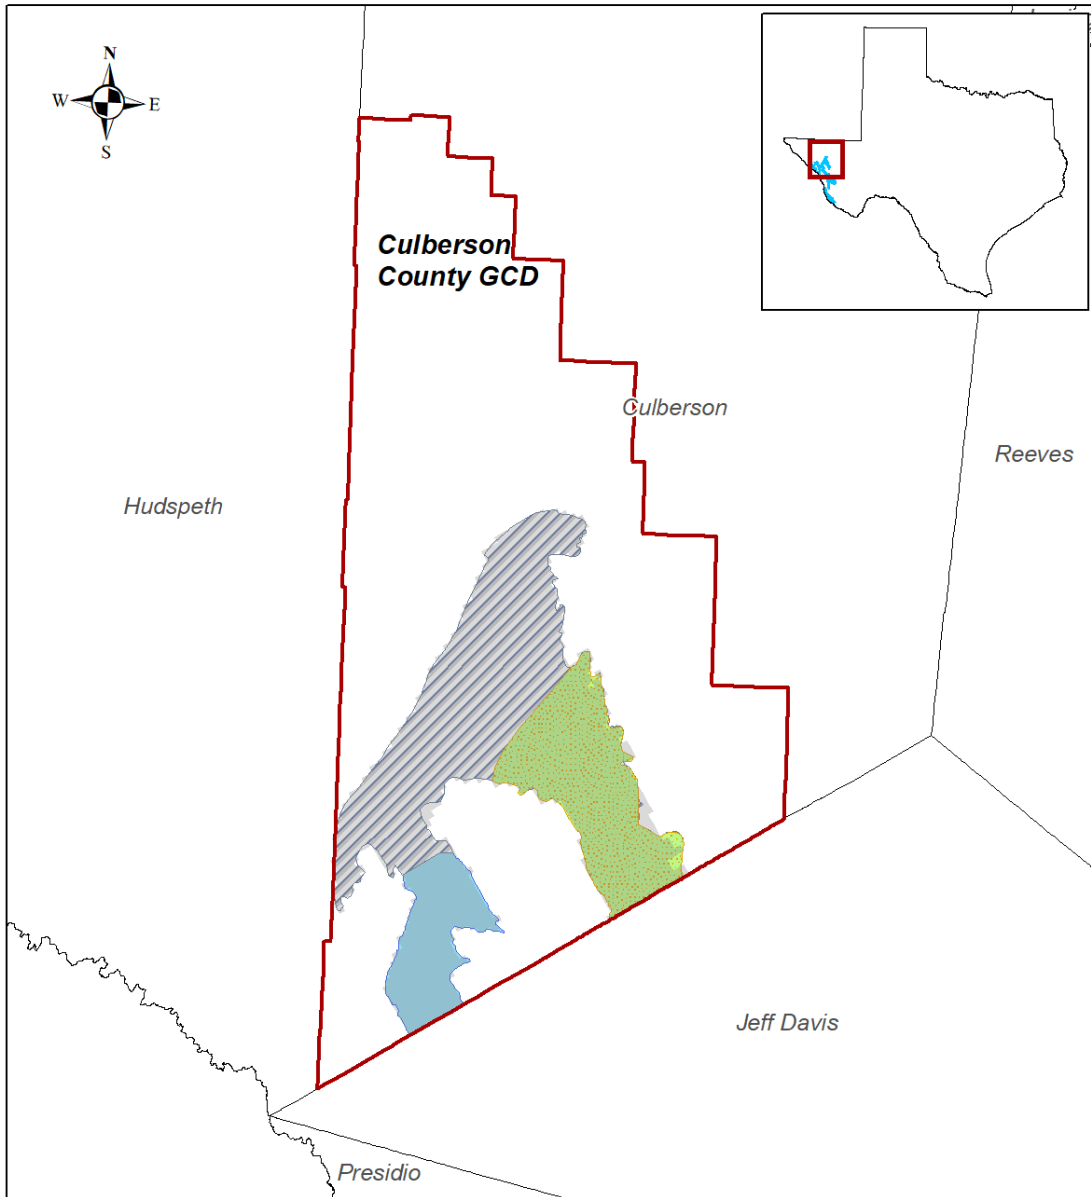 N
W
E
S
Culberson
County GCD
Culberson
Reeves
Hudspeth
Jeff Davis
Presidio